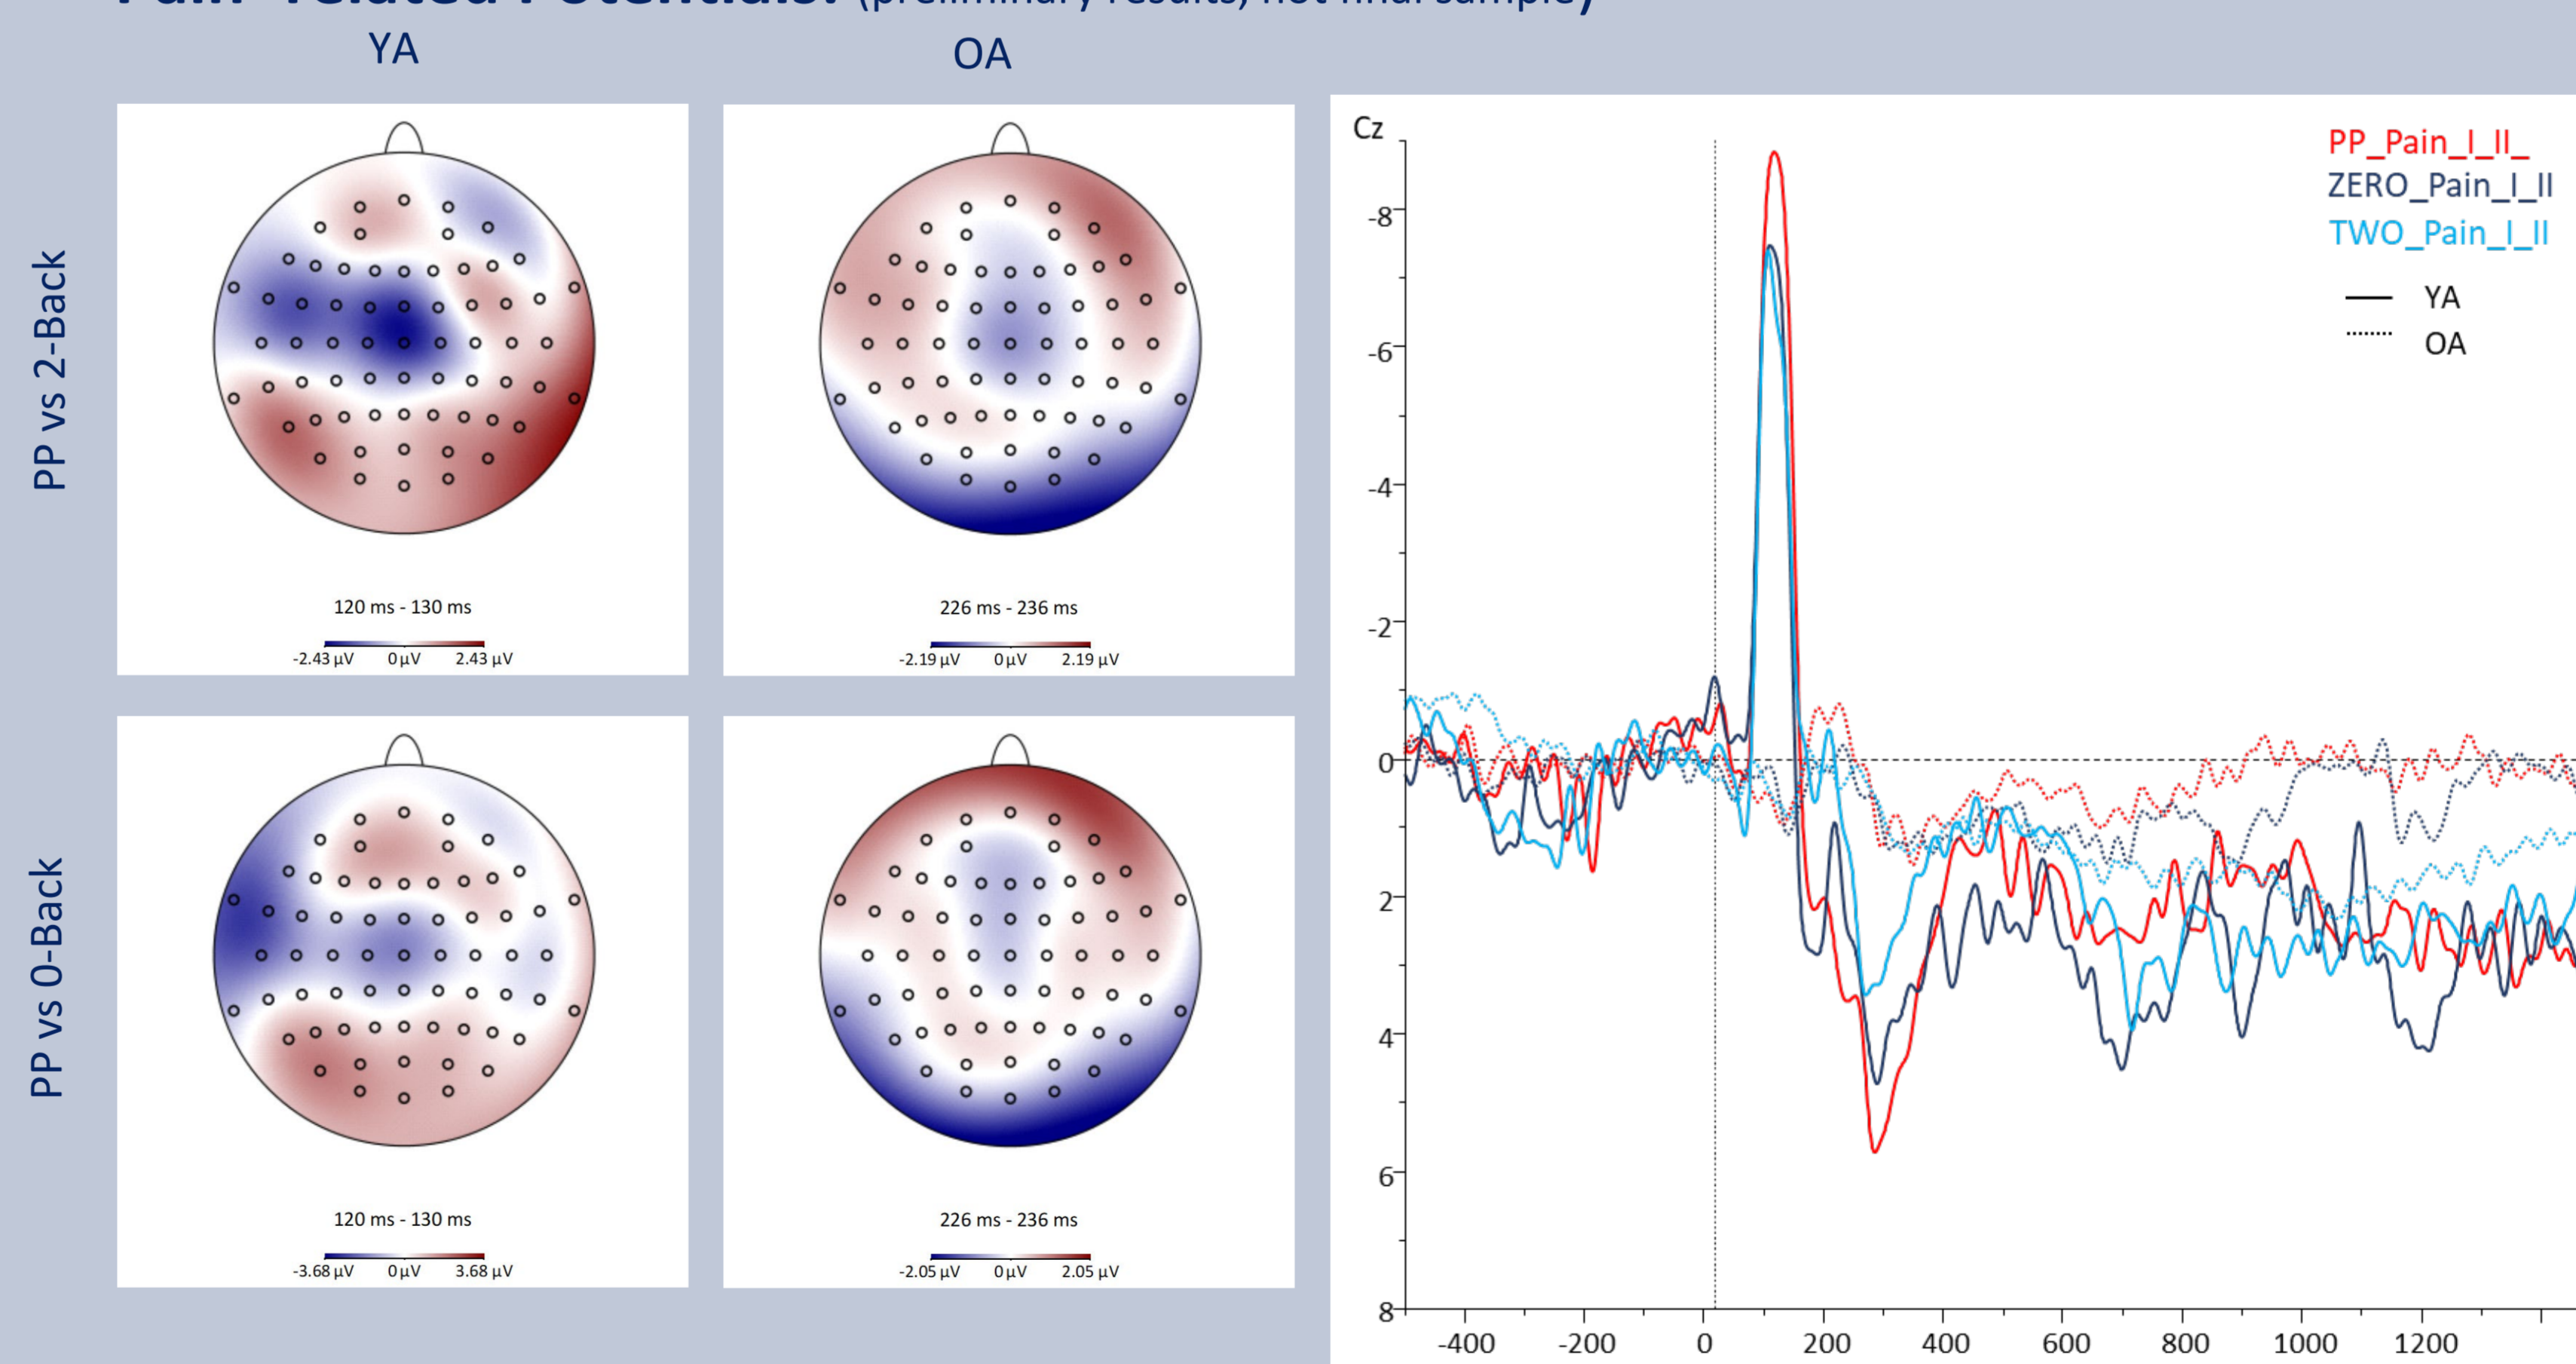 Pain-related Potentials: (preliminary results, not final sample)
YA
OA
PP vs 2-Back
120 ms - 130 ms
-2.43 µV 0 µV 2.43 µV
226 ms - 236 ms
-2.19 µV 0 µV 2.19 µV
PP vs 0-Back
120 ms - 130 ms
-3.68 µV 0 µV 3.68 µV
226 ms - 236 ms
-2.05 µV 0 µV 2.05 µV
Cz
PP_Pain_I_II_
ZERO_Pain_I_II
TWO_Pain_I_II
YA
OA
-8
-6
-4
-2
0
2
4
6
8
-400 -200 0 200 400 600 800 1000 1200